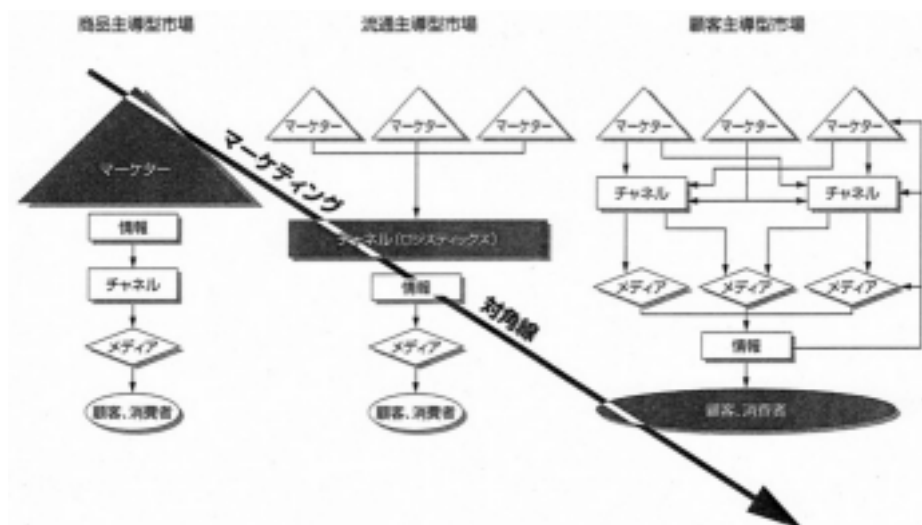 商品主導型市場
流通主導型市場
顧客主導型市場
マーケター
情報
チャネル
メディア
顧客、消費者
マーケティング
対角線
マーケター
マーケター
マーケター
チャネル(ロジスティックス)
情報
メディア
顧客、消費者
マーケター
マーケター
マーケター
チャネル
チャネル
メディア
メディア
メディア
情報
顧客、消費者